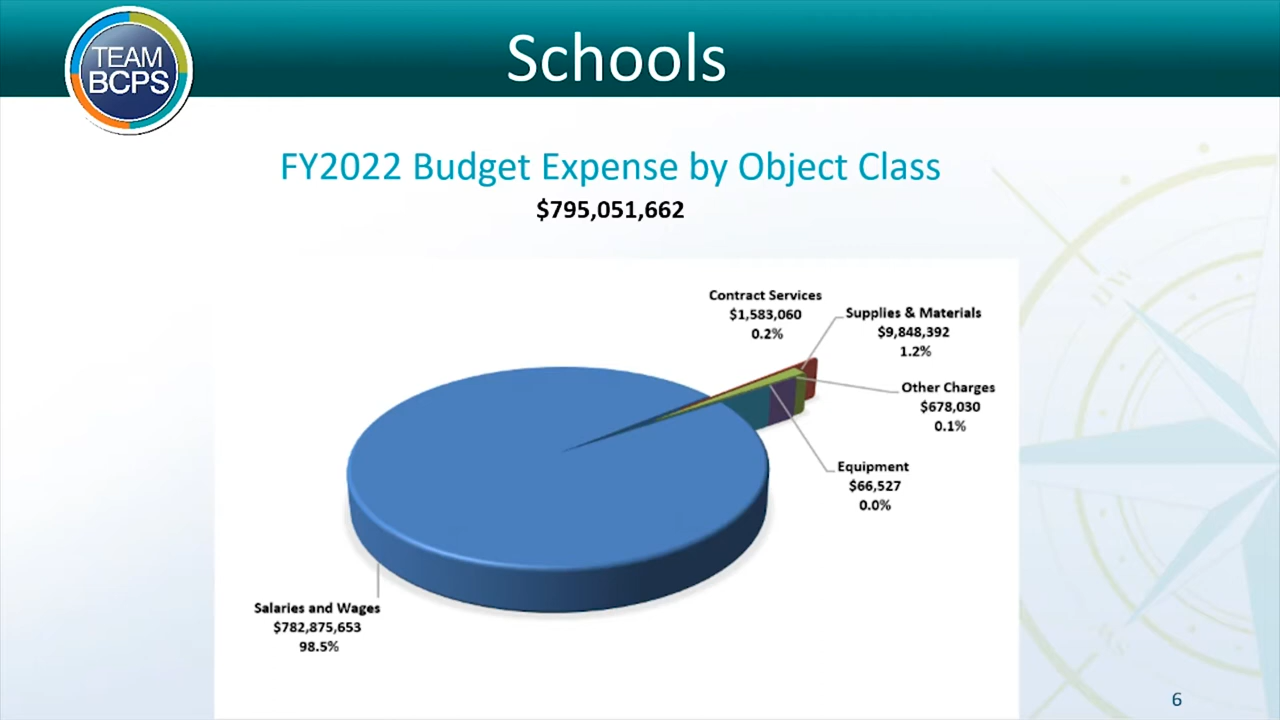 TEAM
BCPS
Schools
FY2022 Budget Expense by Object Class
$795,051,662
Contract Services
$1,583,060
0.2%
Supplies & Materials
$9,848,392
1.2%
Other Charges
$678,030
0.1%
Equipment
$66,527
0.0%
Salaries and Wages
$782,875,653
98.5%
6